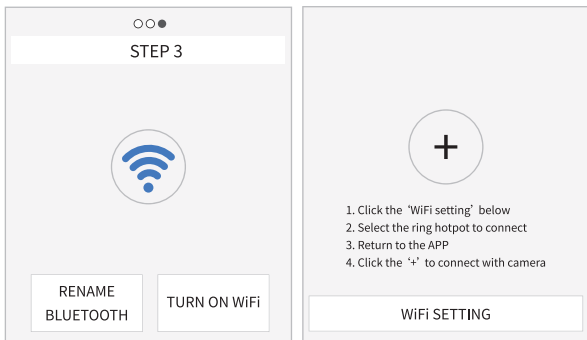 STEP 3
RENAME
BLUETOOTH
TURN ON WiFi
+
1. Click the ‘WiFi setting’ below
2. Select the ring hotpot to connect
3. Return to the APP
4. Click the ‘+’ to connect with camera
WiFi SETTING